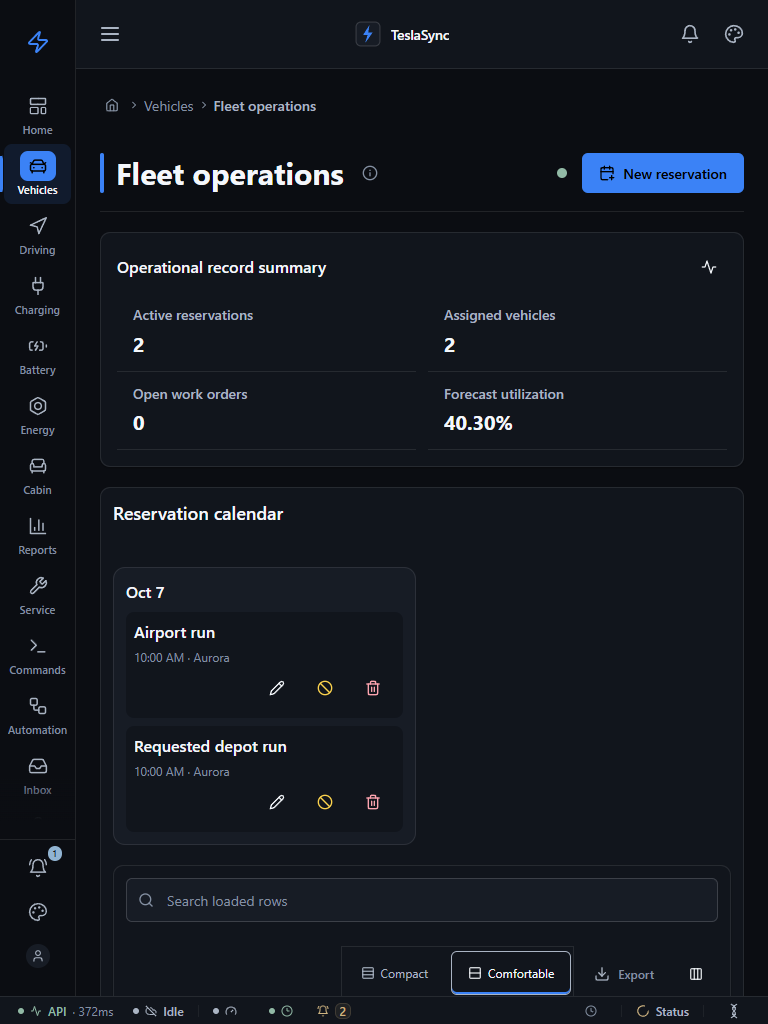 TeslaSync
Home
Vehicles
Driving
Charging
Battery
Energy
Cabin
Reports
Service
Commands
Automation
Inbox
1
Vehicles
Fleet operations
Fleet operations
New reservation
Operational record summary
Active reservations
2
Assigned vehicles
2
Open work orders
0
Forecast utilization
40.30%
Reservation calendar
Oct 7
Airport run
10:00 AM · Aurora
Requested depot run
10:00 AM · Aurora
Search loaded rows
Compact
Comfortable
Export
API · 372ms
Idle
2
Status